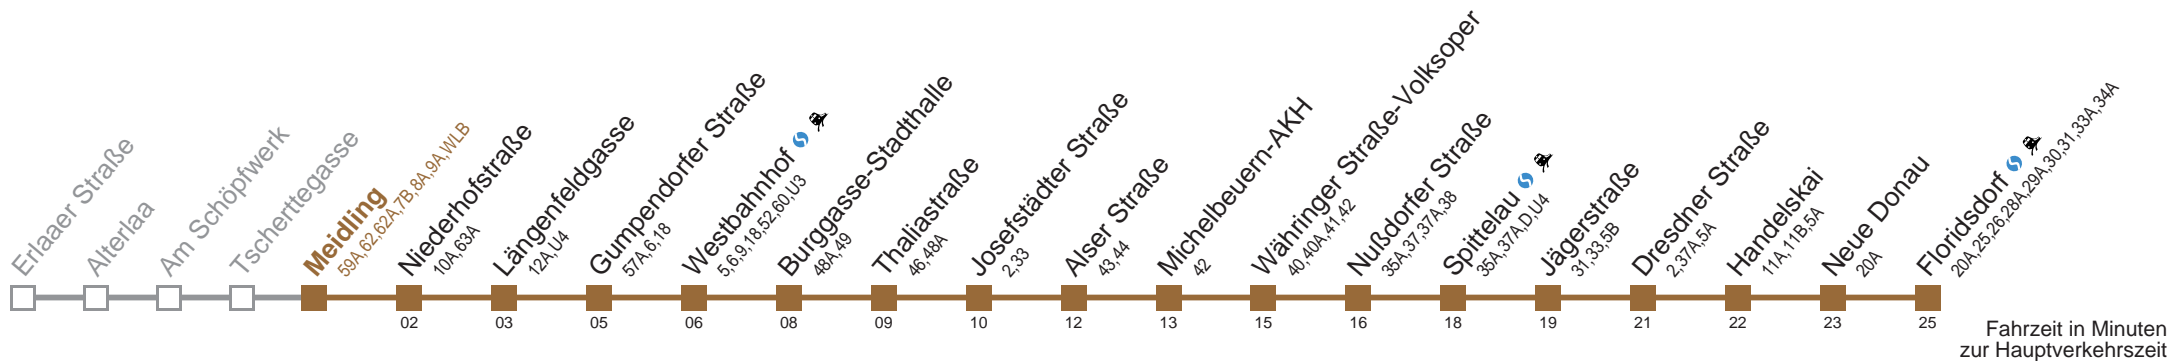 Erlaaer Straße
Alterlaa
Am Schöpfwerk
Tscherttegasse
Meidling
59A,62,62A,7B,8A,9A,WLB
Niederhofstraße
10A,63A
Längenfeldgasse
12A,U4
Gumpendorfer Straße
57A,6,18
Westbahnhof
5,6,9,18,52,60,U3
Burggasse-Stadthalle
48A,49
Thaliastraße
46,48A
Josefstädter Straße
2,33
Alser Straße
43,44
Michelbeuern-AKH
42
Währinger Straße-Volksoper
40,40A,41,42
Nußdorfer Straße
35A,37,37A,38
Spittelau
35A,37A,D,U4
Jägerstraße
31,33,5B
Dresdner Straße
2,37A,5A
Handelskai
11A,11B,5A
Neue Donau
20A
Floridsdorf
20A,25,26,28A,29A,30,31,33A,34A
02 03 05 06 08 09 10 12 13 15 16 18 19 21 22 23 25
Fahrzeit in Minuten
zur Hauptverkehrszeit